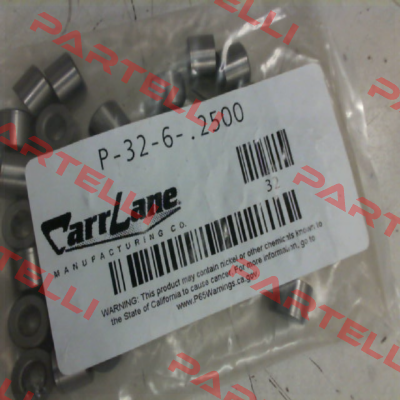 PARTELLI
PARTELLI
PARTELLI
P-32-6-.2500
32
CarrLane
MANUFACTURING CO.
WARNING: This product may contain nickel or other chemicals known to
the State of California to cause cancer. For more information, go to
www.P65Warnings.ca.gov
PARTELLI
PARTELLI
PARTELLI